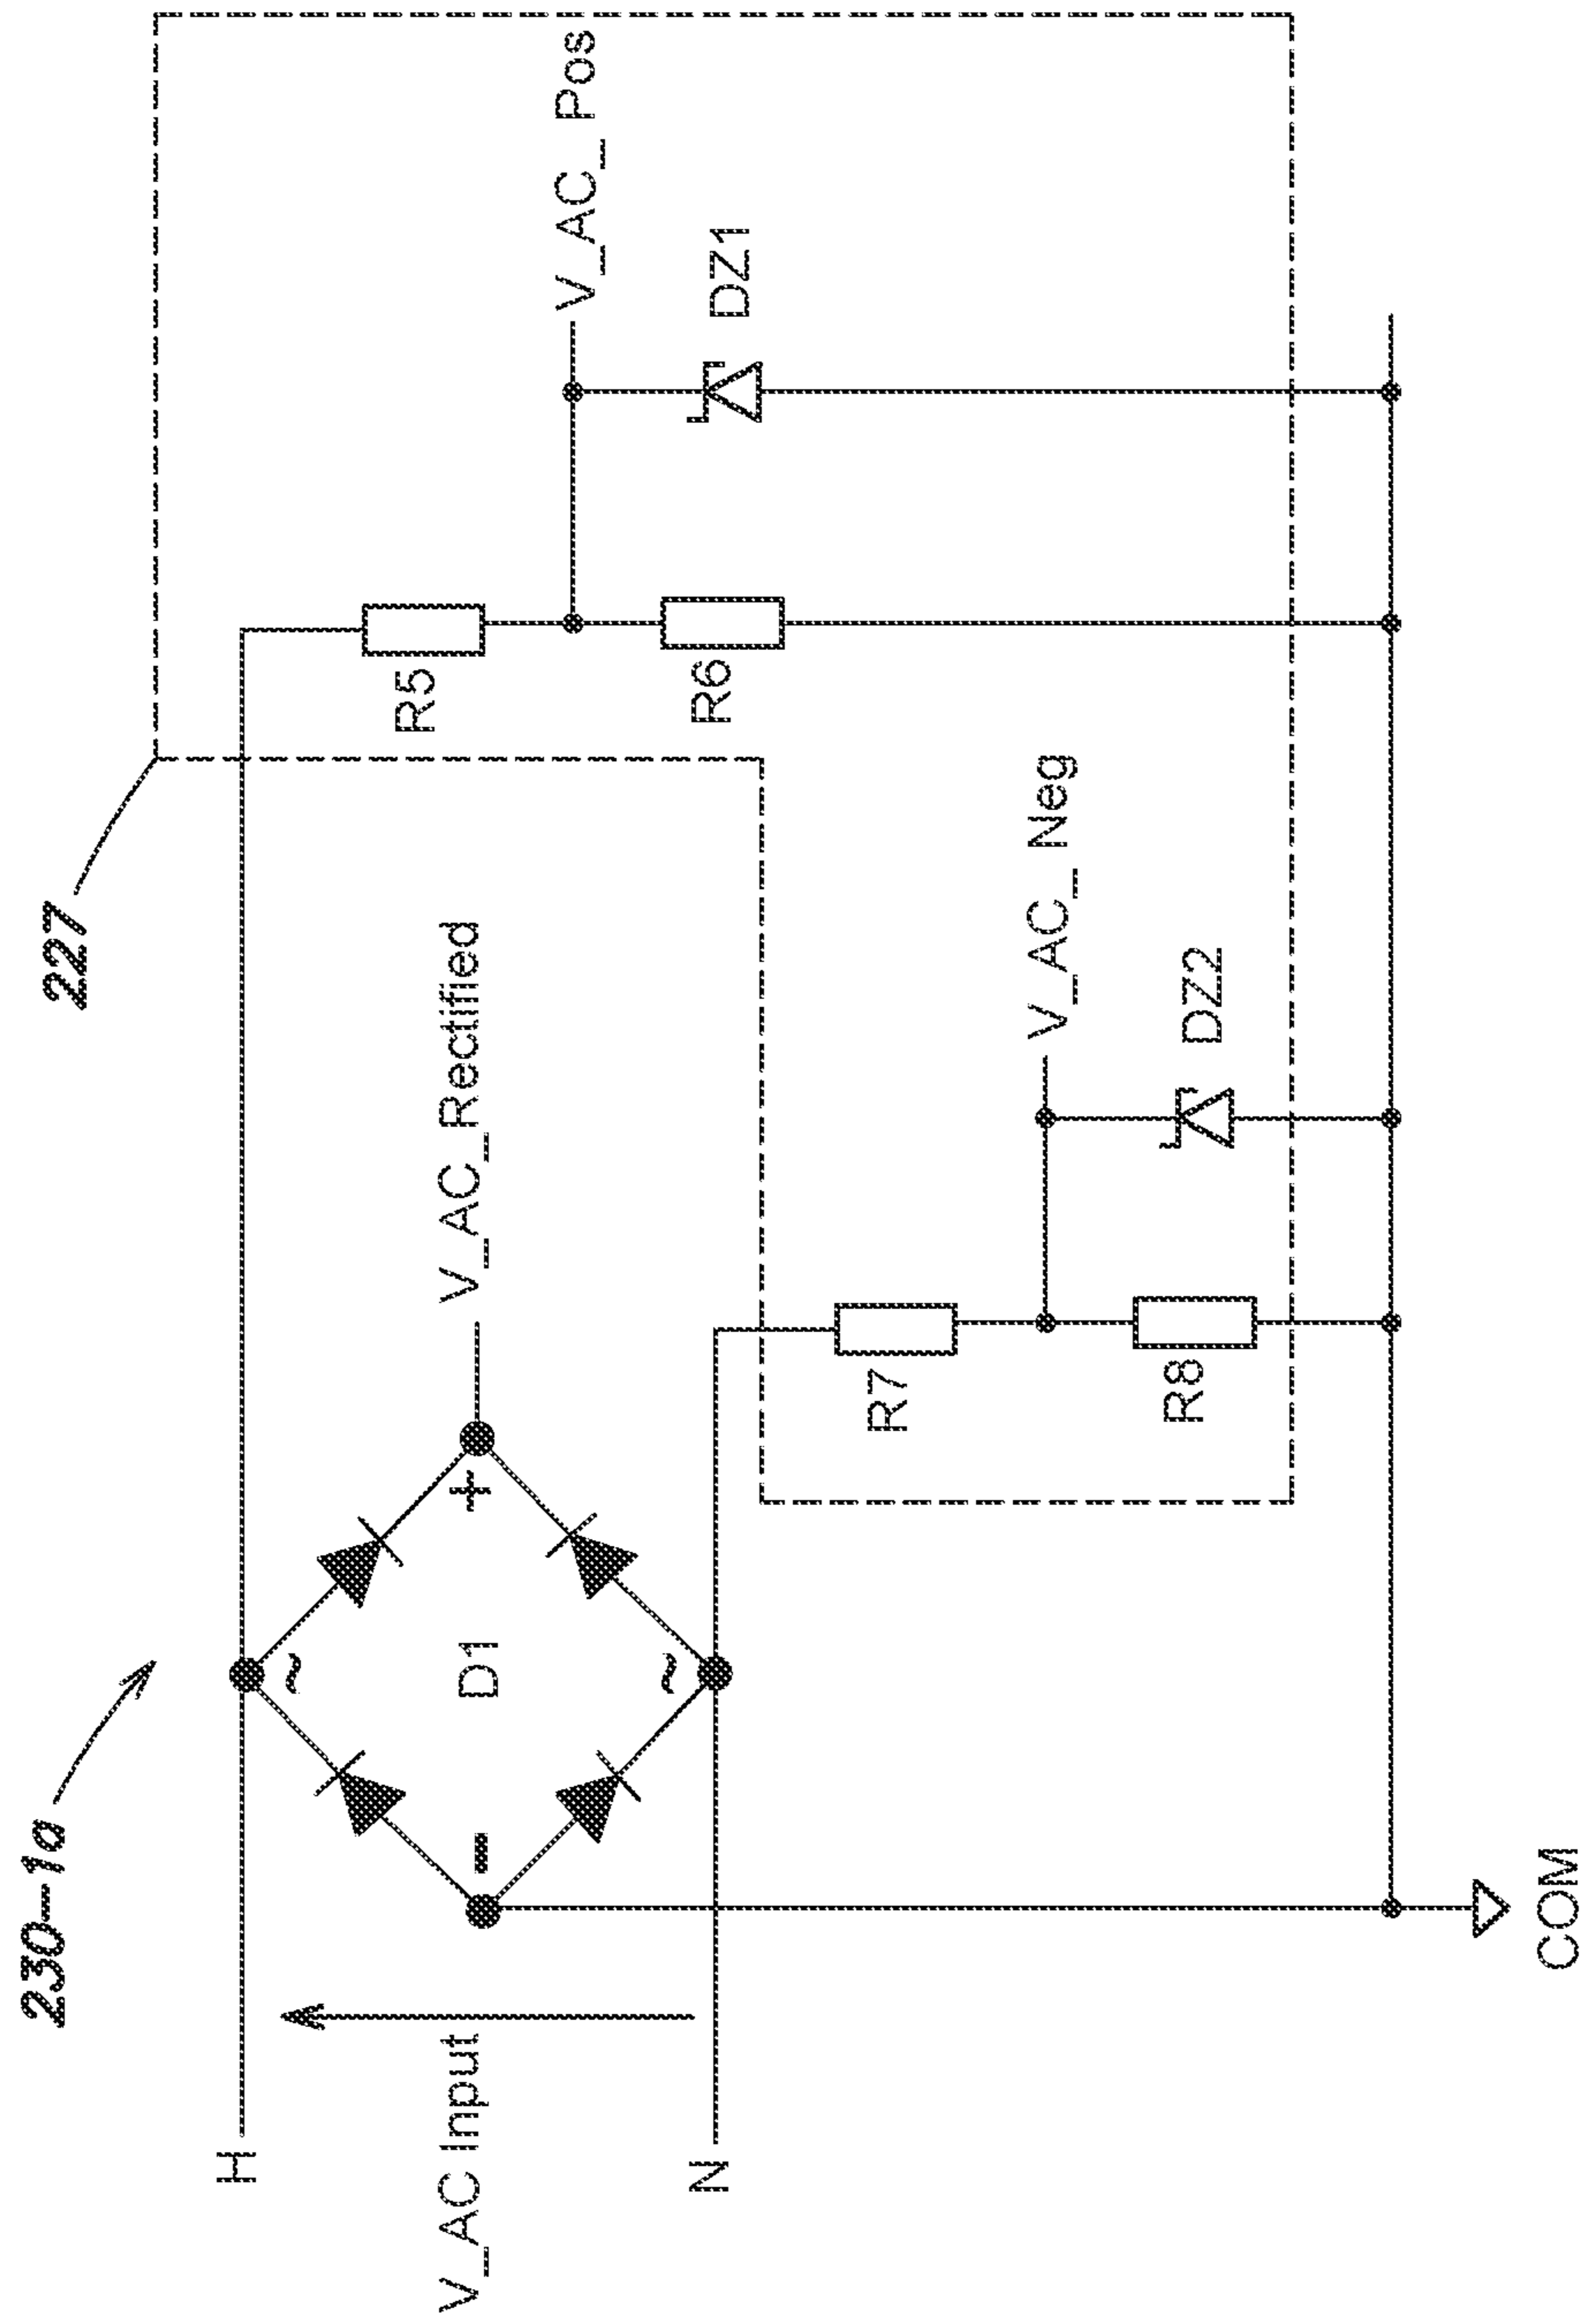 230-1a
227
H
V_AC Input
N
~
D1
~
+
-
V_AC_Rectified
R5
R6
V_AC_Pos
DZ1
R7
R8
V_AC_Neg
DZ2
COM